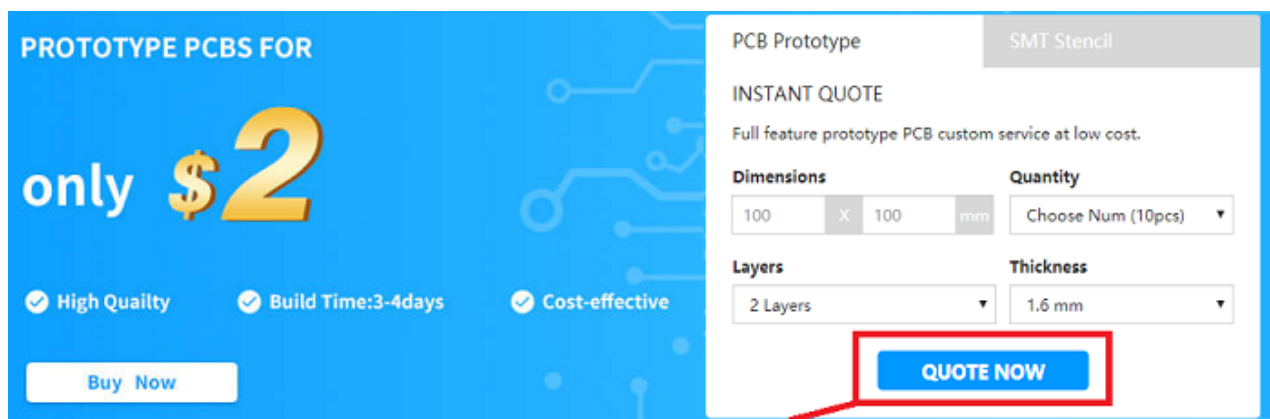 PROTOTYPE PCBS FOR
only $2
High Quailty
Build Time:3-4days
Cost-effective
Buy Now
PCB Prototype
SMT Stencil
INSTANT QUOTE
Full feature prototype PCB custom service at low cost.
Dimensions
Quantity
100 X 100 mm
Choose Num (10pcs)
Layers
Thickness
2 Layers
1.6 mm
QUOTE NOW